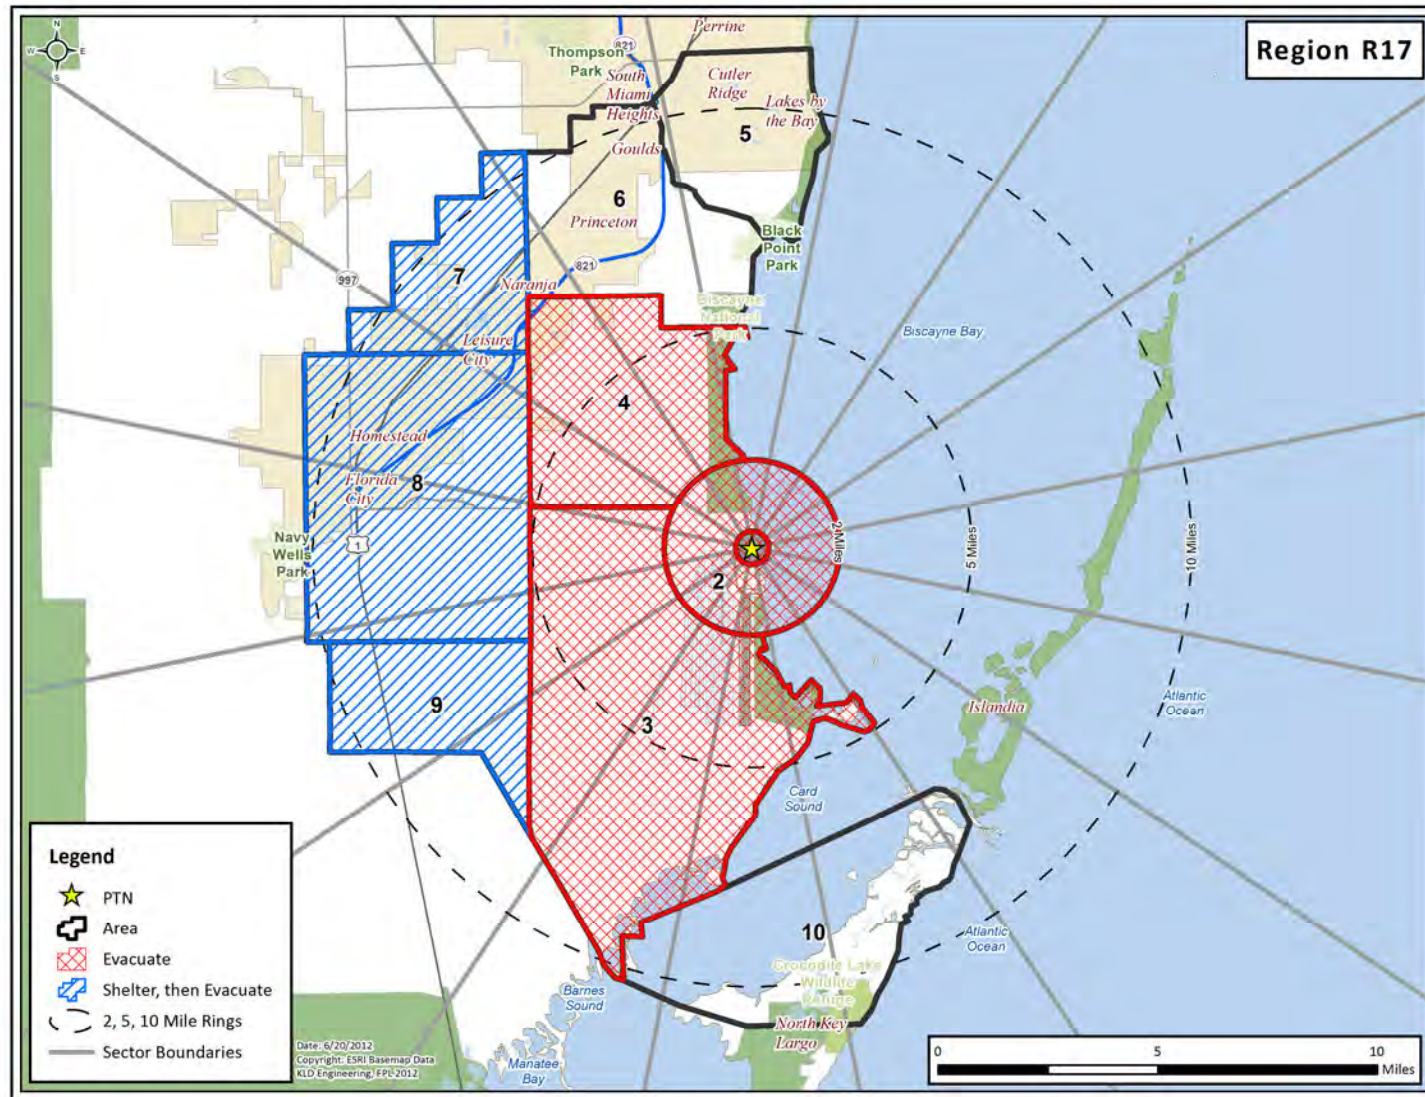 Region R17
N
W E
S
Perrine
821
Thompson
Park
South
Miami
Heights
Cutler
Ridge
Lakes by
the Bay
5
Goulds
6
Princeton
Black
Point
Park
821
997
7
Naranja
Biscayne
National
Park
Biscayne Bay
Leisure
City
4
Homestead
Florida
City
8
2 Miles
5 Miles
10 Miles
Navy
Wells
Park
1
2
9
3
Islandia
Atlantic
Ocean
Card
Sound
10
Atlantic
Ocean
Crocodile Lake
Wildlife
Refuge
Barnes
Sound
North Key
Largo
Manatee
Bay
Legend
PTN
Area
Evacuate
Shelter, then Evacuate
2, 5, 10 Mile Rings
Sector Boundaries
Date: 6/20/2012
Copyright: ESRI Basemap Data
KLD Engineering, FPL 2012
0 5 10
Miles